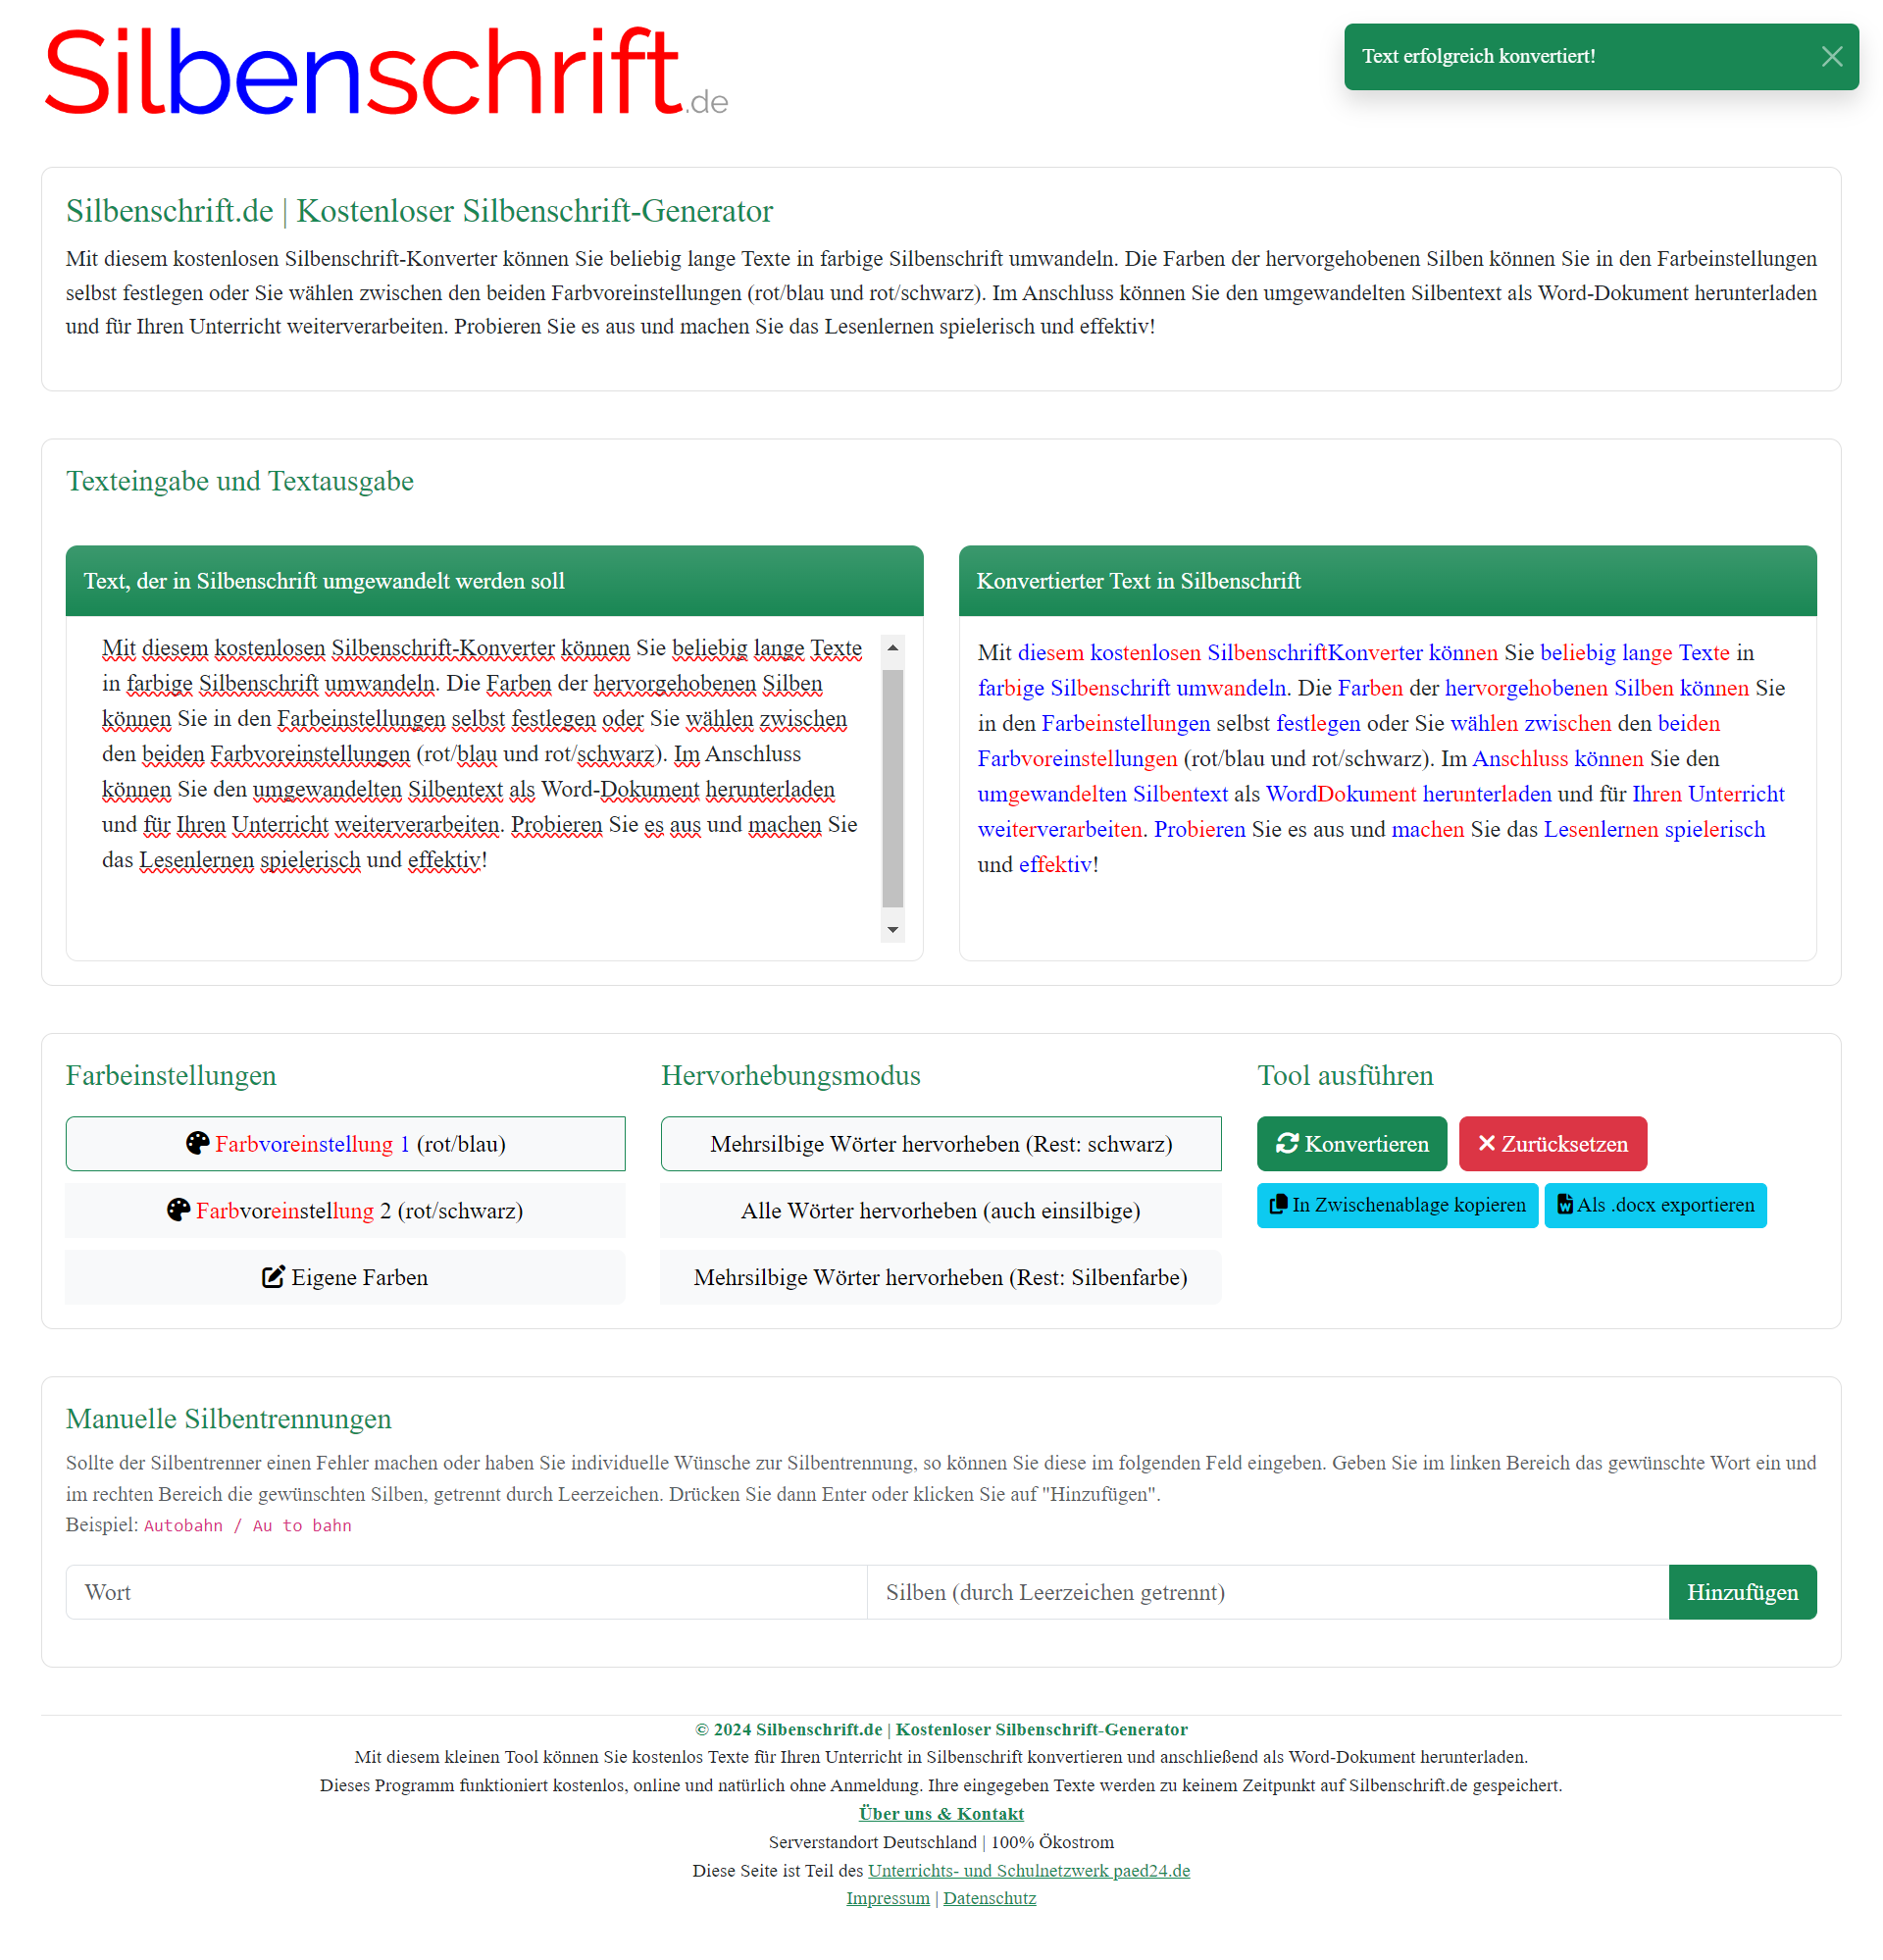 Silbenschrift.de
Text erfolgreich konvertiert!
Silbenschrift.de | Kostenloser Silbenschrift-Generator
Mit diesem kostenlosen Silbenschrift-Konverter können Sie beliebig lange Texte in farbige Silbenschrift umwandeln. Die Farben der hervorgehobenen Silben können Sie in den Farbeinstellungen
selbst festlegen oder Sie wählen zwischen den beiden Farbvoreinstellungen (rot/blau und rot/schwarz). Im Anschluss können Sie den umgewandelten Silbentext als Word-Dokument herunterladen
und für Ihren Unterricht weiterverarbeiten. Probieren Sie es aus und machen Sie das Lesenlernen spielerisch und effektiv!
Texteingabe und Textausgabe
Text, der in Silbenschrift umgewandelt werden soll
Mit diesem kostenlosen Silbenschrift-Konverter können Sie beliebig lange Texte
in farbige Silbenschrift umwandeln. Die Farben der hervorgehobenen Silben
können Sie in den Farbeinstellungen selbst festlegen oder Sie wählen zwischen
den beiden Farbvoreinstellungen (rot/blau und rot/schwarz). Im Anschluss
können Sie den umgewandelten Silbentext als Word-Dokument herunterladen
und für Ihren Unterricht weiterverarbeiten. Probieren Sie es aus und machen Sie
das Lesenlernen spielerisch und effektiv!
Konvertierter Text in Silbenschrift
Mit diesem kostenlosen SilbenschriftKonverter können Sie beliebig lange Texte in
farbige Silbenschrift umwandeln. Die Farben der hervorgehobenen Silben können Sie
in den Farbeinstellungen selbst festlegen oder Sie wählen zwischen den beiden
Farbvoreinstellungen (rot/blau und rot/schwarz). Im Anschluss können Sie den
umgewandelten Silbentext als WordDokument herunterladen und für Ihren Unterricht
weiterverarbeiten. Probieren Sie es aus und machen Sie das Lesenlernen spielerisch
und effektiv!
Farbeinstellungen
Farbvoreinstellung 1 (rot/blau)
Farbvoreinstellung 2 (rot/schwarz)
Eigene Farben
Hervorhebungsmodus
Mehrsilbige Wörter hervorheben (Rest: schwarz)
Alle Wörter hervorheben (auch einsilbige)
Mehrsilbige Wörter hervorheben (Rest: Silbenfarbe)
Tool ausführen
Konvertieren
Zurücksetzen
In Zwischenablage kopieren
Als .docx exportieren
Manuelle Silbentrennungen
Sollte der Silbentrenner einen Fehler machen oder haben Sie individuelle Wünsche zur Silbentrennung, so können Sie diese im folgenden Feld eingeben. Geben Sie im linken Bereich das gewünschte Wort ein und
im rechten Bereich die gewünschten Silben, getrennt durch Leerzeichen. Drücken Sie dann Enter oder klicken Sie auf "Hinzufügen".
Beispiel: Autobahn / Au to bahn
Wort
Silben (durch Leerzeichen getrennt)
Hinzufügen
© 2024 Silbenschrift.de | Kostenloser Silbenschrift-Generator
Mit diesem kleinen Tool können Sie kostenlos Texte für Ihren Unterricht in Silbenschrift konvertieren und anschließend als Word-Dokument herunterladen.
Dieses Programm funktioniert kostenlos, online und natürlich ohne Anmeldung. Ihre eingegeben Texte werden zu keinem Zeitpunkt auf Silbenschrift.de gespeichert.
Über uns & Kontakt
Serverstandort Deutschland | 100% Ökostrom
Diese Seite ist Teil des Unterrichts- und Schulnetzwerk paed24.de
Impressum | Datenschutz